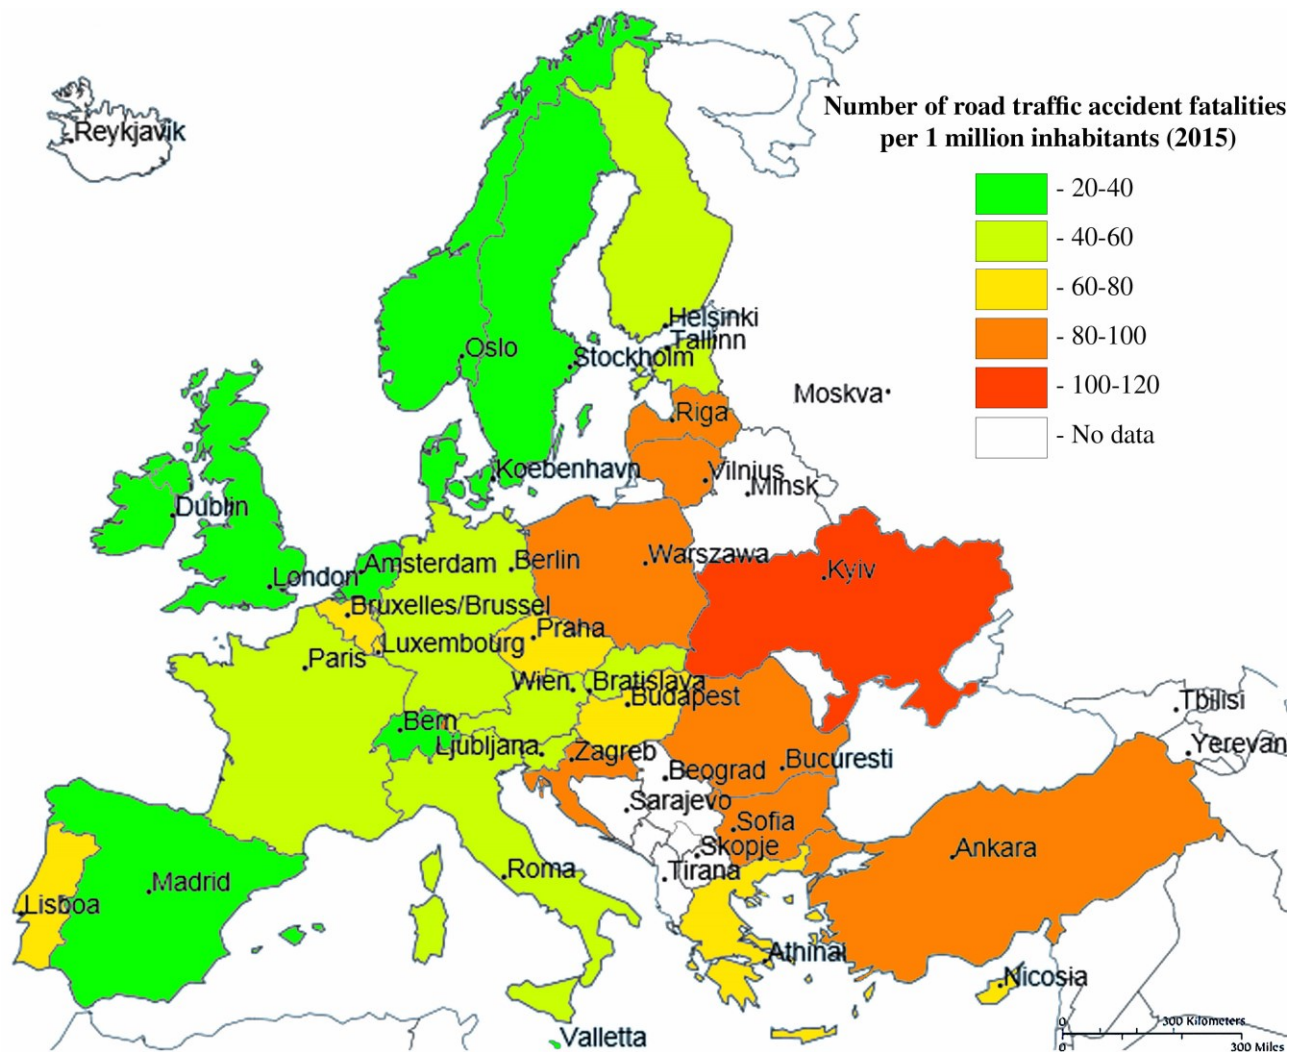 Number of road traffic accident fatalities
per 1 million inhabitants (2015)
- 20-40
- 40-60
- 60-80
- 80-100
- 100-120
- No data
Reykjavik
Helsinki
Tallinn
Oslo
Stockholm
Moskva
Riga
Koebenhavn
Vilnius
Minsk
Dublin
Amsterdam
Berlin
Warszawa
Kyiv
London
Bruxelles/Brussel
Praha
Luxembourg
Paris
Wien
Bratislava
Budapest
Tbilisi
Bern
Ljubljana
Zagreb
Yerevan
Bucuresti
Beograd
Sarajevo
Sofia
Skopje
Ankara
Roma
Tirana
Madrid
Lisboa
Athinai
Nicosia
Valletta
0 300 Kilometers
0 300 Miles